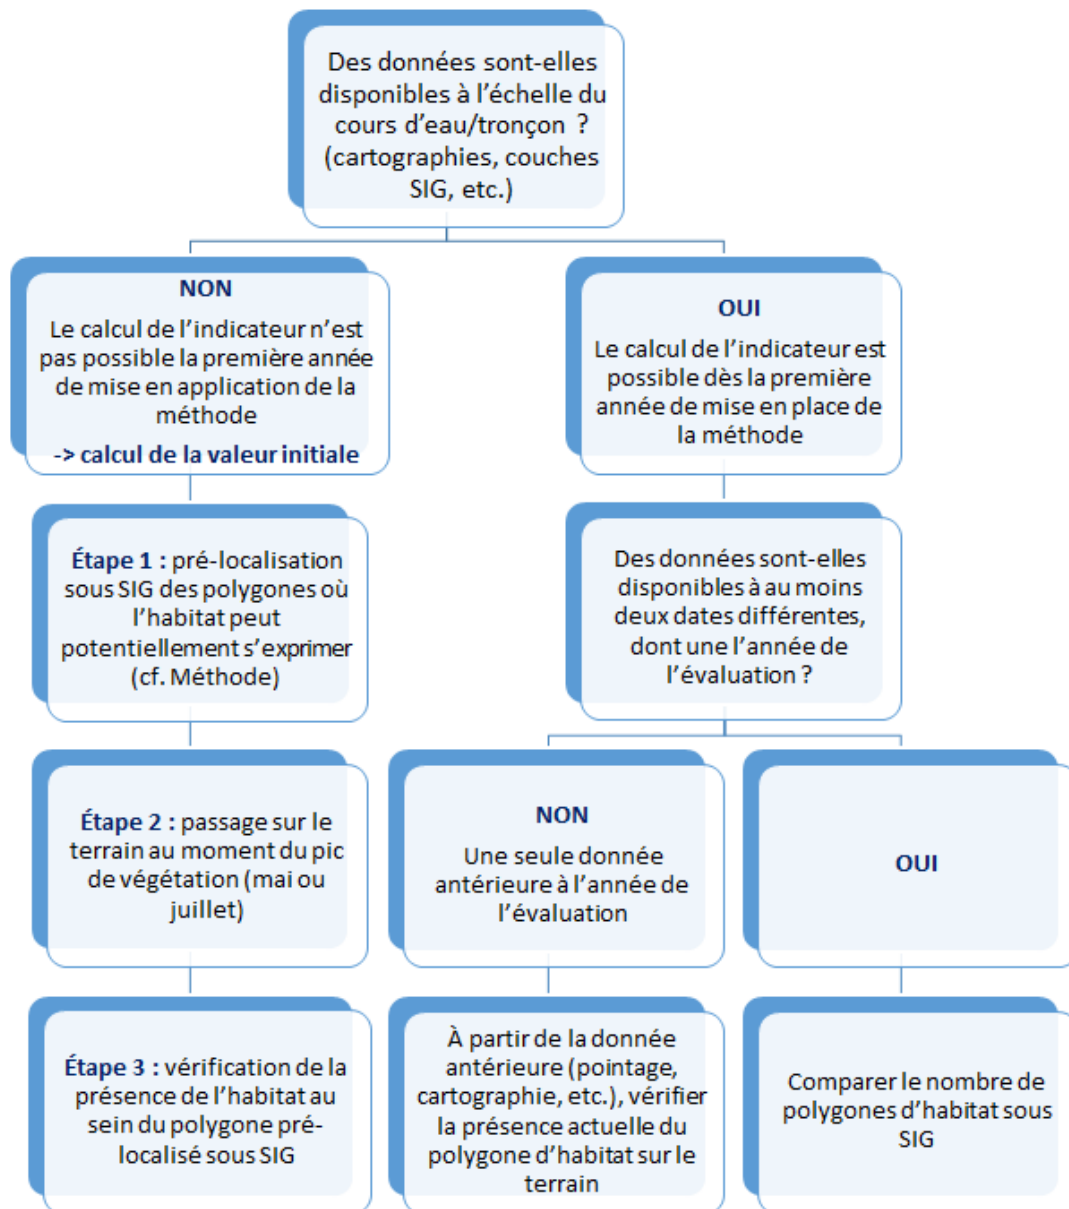 Des données sont-elles
disponibles à l'échelle du
cours d'eau/tronçon ?
(cartographies, couches
SIG, etc.)
NON
Le calcul de l'indicateur n'est
pas possible la première année
de mise en application de la
méthode
-> calcul de la valeur initiale
OUI
Le calcul de l'indicateur est
possible dès la première
année de mise en place de
la méthode
Étape 1 : pré-localisation
sous SIG des polygones où
l'habitat peut
potentiellement s'exprimer
(cf. Méthode)
Des données sont-elles
disponibles à au moins
deux dates différentes,
dont une l'année de
l'évaluation ?
Étape 2 : passage sur le
terrain au moment du pic
de végétation (mai ou
juillet)
NON
Une seule donnée
antérieure à l'année de
l'évaluation
OUI
Étape 3 : vérification de la
présence de l'habitat au
sein du polygone pré-
localisé sous SIG
À partir de la donnée
antérieure (pointage,
cartographie, etc.), vérifier
la présence actuelle du
polygone d'habitat sur le
terrain
Comparer le nombre de
polygones d'habitat sous
SIG